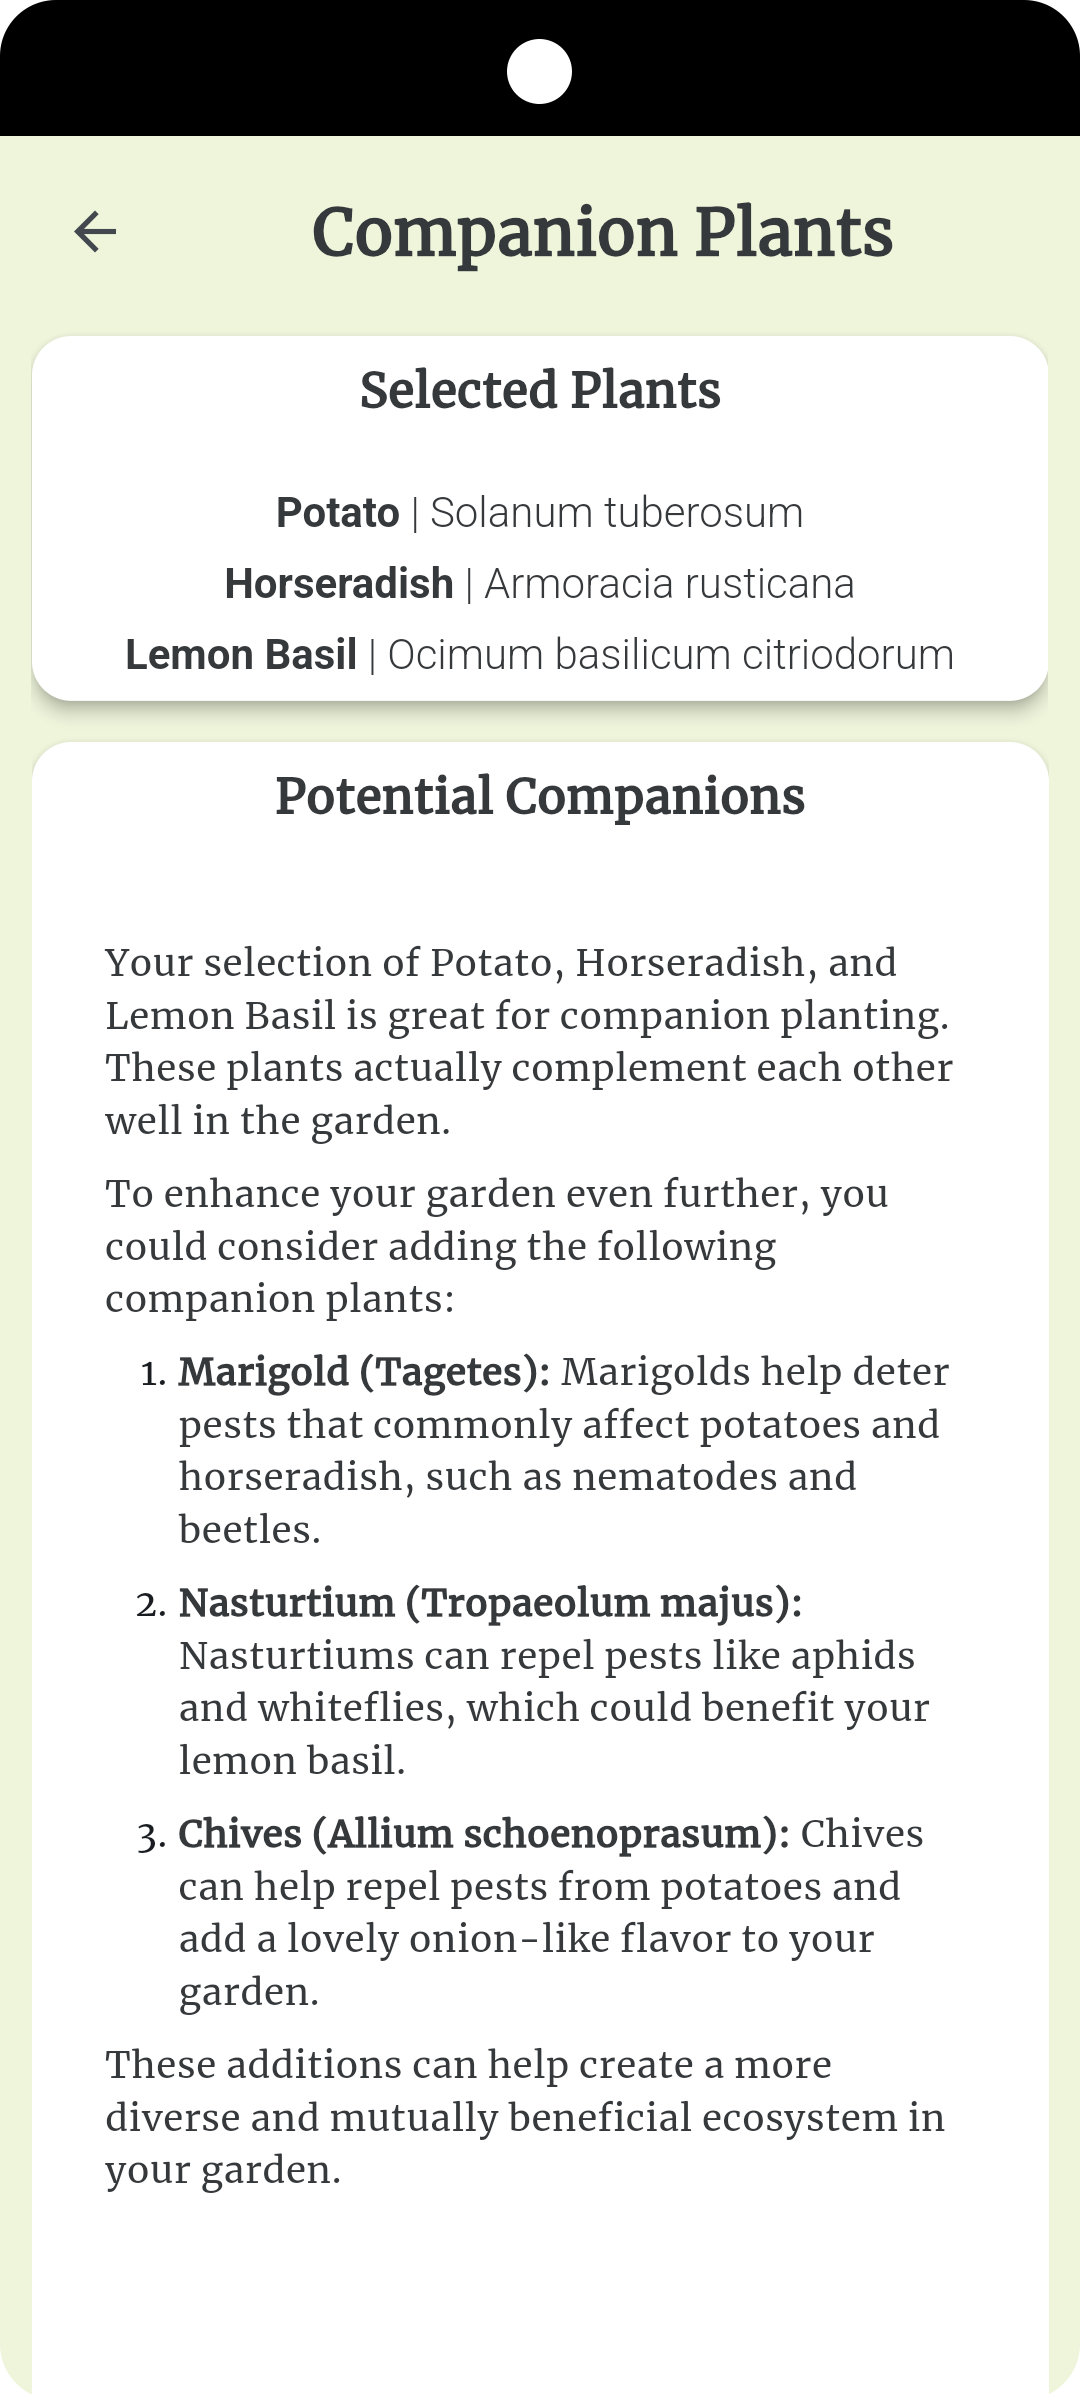 Companion Plants
Selected Plants
Potato | Solanum tuberosum
Horseradish | Armoracia rusticana
Lemon Basil | Ocimum basilicum citriodorum
Potential Companions
Your selection of Potato, Horseradish, and
Lemon Basil is great for companion planting.
These plants actually complement each other
well in the garden.
To enhance your garden even further, you
could consider adding the following
companion plants:
1. Marigold (Tagetes): Marigolds help deter
pests that commonly affect potatoes and
horseradish, such as nematodes and
beetles.
2. Nasturtium (Tropaeolum majus):
Nasturtiums can repel pests like aphids
and whiteflies, which could benefit your
lemon basil.
3. Chives (Allium schoenoprasum): Chives
can help repel pests from potatoes and
add a lovely onion-like flavor to your
garden.
These additions can help create a more
diverse and mutually beneficial ecosystem in
your garden.